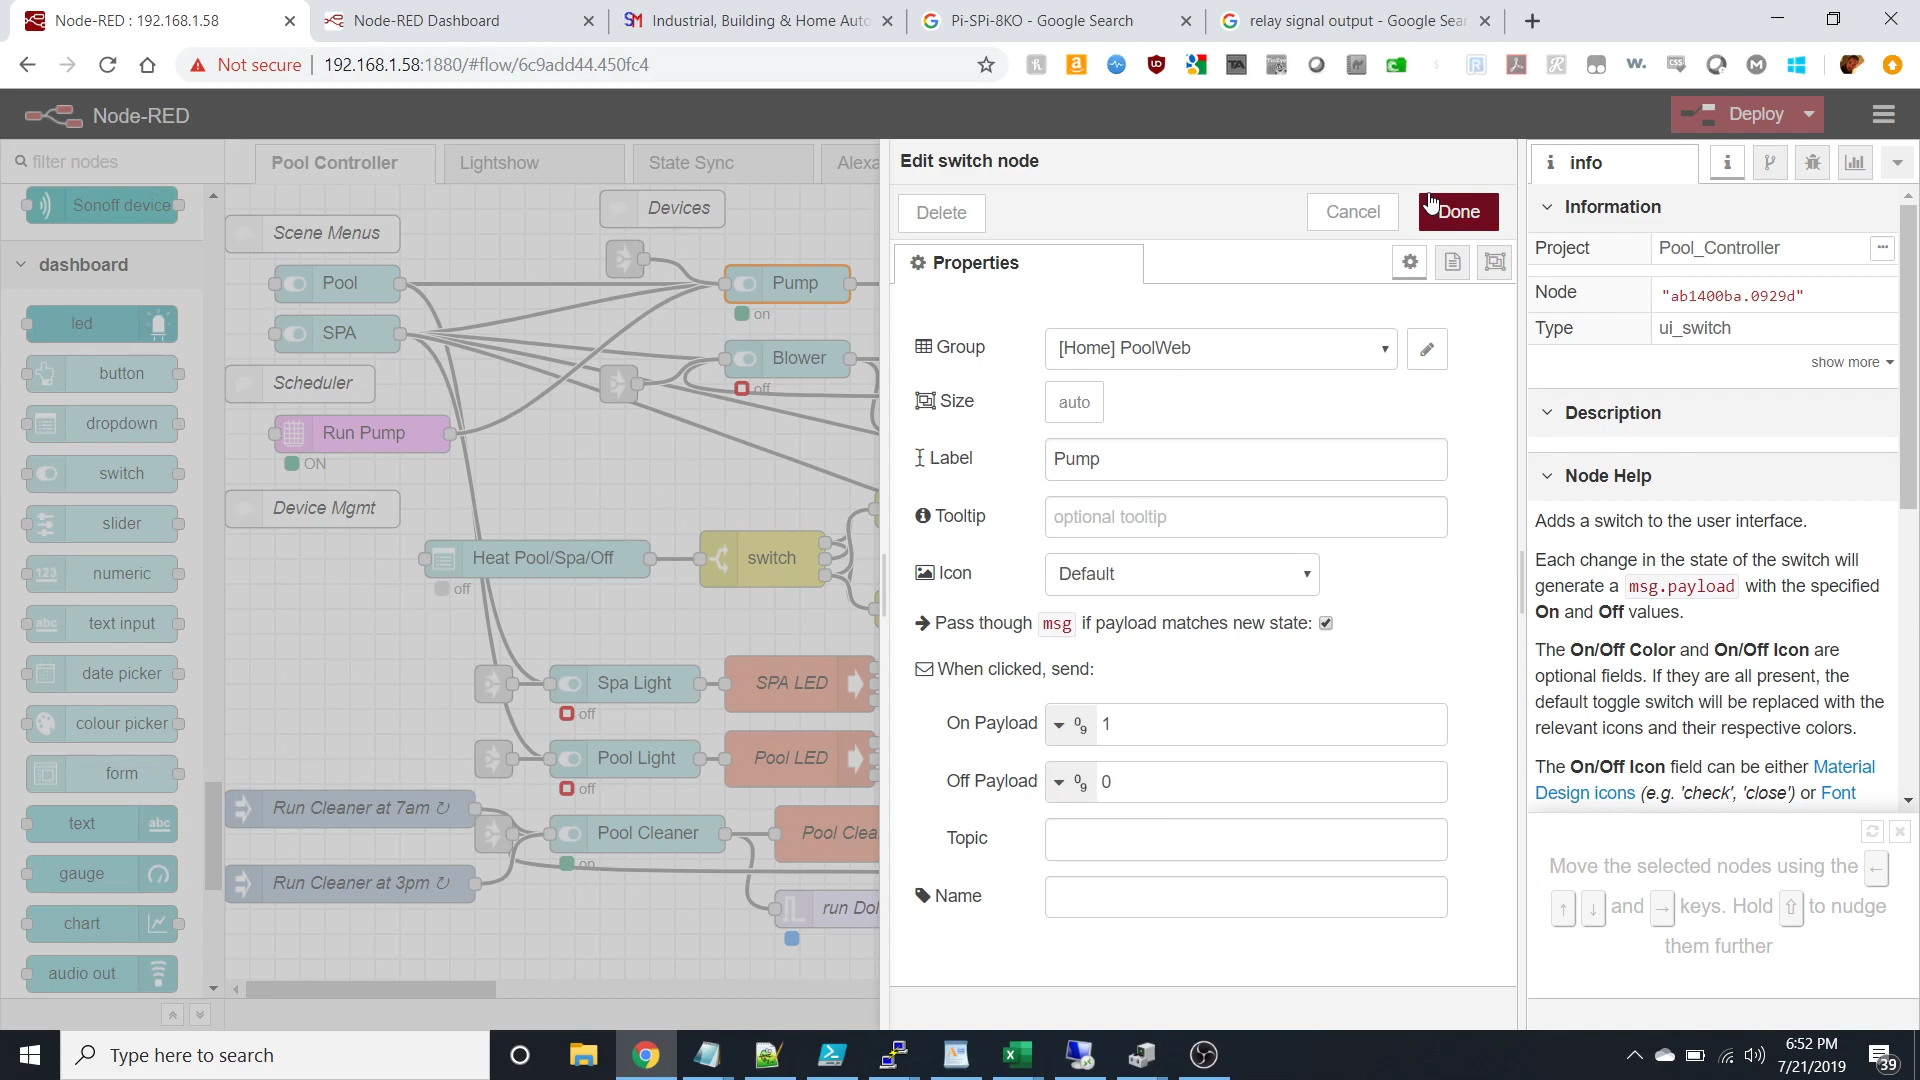 Node-RED : 192.168.1.58
Node-RED Dashboard
Industrial, Building & Home Auto
Pi-SPi-8KO - Google Search
relay signal output - Google Sear
Not secure
192.168.1.58:1880/#flow/6c9add44.450fc4
Node-RED
Deploy
filter nodes
Pool Controller
Lightshow
State Sync
Alexa
Sonoff device
dashboard
led
button
dropdown
switch
slider
123 numeric
abc text input
date picker
colour picker
form
text abc
gauge
chart
audio out
Scene Menus
Devices
Pool
Pump
on
SPA
Blower
off
Scheduler
Run Pump
ON
Device Mgmt
Heat Pool/Spa/Off
off
switch
Spa Light
SPA LED
off
Pool Light
Pool LED
off
Run Cleaner at 7am ↻
Pool Cleaner
Pool Clea
on
Run Cleaner at 3pm ↻
run Dol
Edit switch node
Delete
Cancel
Done
Properties
Group
[Home] PoolWeb
Size
auto
Label
Pump
Tooltip
optional tooltip
Icon
Default
Pass though msg if payload matches new state:
When clicked, send:
On Payload
1
Off Payload
0
Topic
Name
info
Information
Project
Pool_Controller
Node
"ab1400ba.0929d"
Type
ui_switch
show more
Description
Node Help
Adds a switch to the user interface.
Each change in the state of the switch will
generate a msg.payload with the specified
On and Off values.
The On/Off Color and On/Off Icon are
optional fields. If they are all present, the
default toggle switch will be replaced with the
relevant icons and their respective colors.
The On/Off Icon field can be either Material
Design icons (e.g. 'check', 'close') or Font
Move the selected nodes using the ←
↑ ↓ and → keys. Hold ⇧ to nudge
them further
Type here to search
6:52 PM
7/21/2019
39